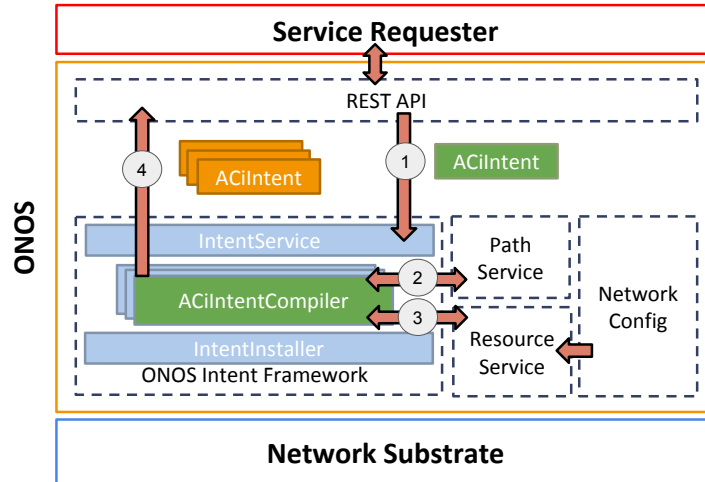 Service Requester
ONOS
REST API
4
1
ACiIntent
ACiIntent
IntentService
Path
Service
2
ACiIntentCompiler
3
Network
Config
IntentInstaller
Resource
Service
ONOS Intent Framework
Network Substrate